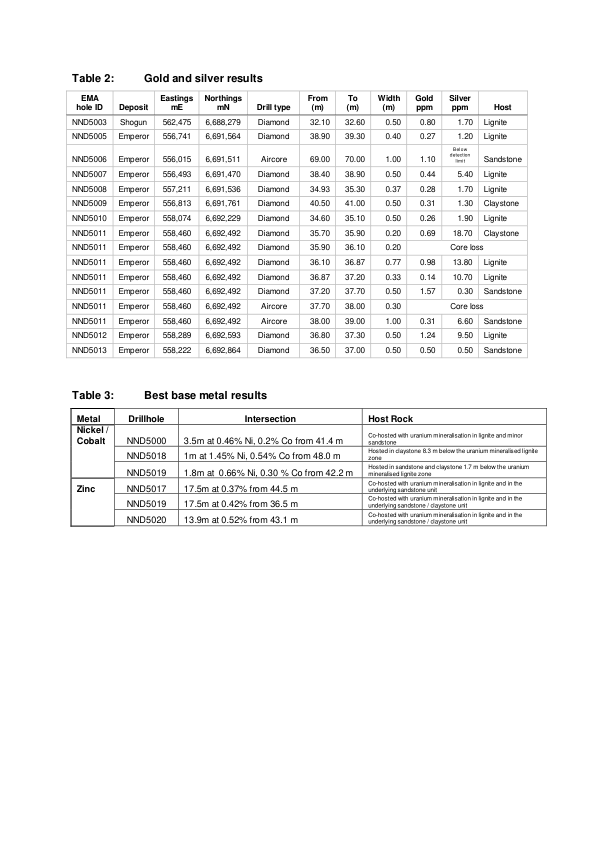 Table 2: Gold and silver results
EMA hole ID Deposit Eastings mE Northings mN Drill type From (m) To (m) Width (m) Gold ppm Silver ppm Host
NND5003 Shogun 562,475 6,688,279 Diamond 32.10 32.60 0.50 0.80 1.70 Lignite
NND5005 Emperor 556,741 6,691,564 Diamond 38.90 39.30 0.40 0.27 1.20 Lignite
NND5006 Emperor 556,015 6,691,511 Aircore 69.00 70.00 1.00 1.10 Below detection limit Sandstone
NND5007 Emperor 556,493 6,691,470 Diamond 38.40 38.90 0.50 0.44 5.40 Lignite
NND5008 Emperor 557,211 6,691,536 Diamond 34.93 35.30 0.37 0.28 1.70 Lignite
NND5009 Emperor 556,813 6,691,761 Diamond 40.50 41.00 0.50 0.31 1.30 Claystone
NND5010 Emperor 558,074 6,692,229 Diamond 34.60 35.10 0.50 0.26 1.90 Lignite
NND5011 Emperor 558,460 6,692,492 Diamond 35.70 35.90 0.20 0.69 18.70 Claystone
NND5011 Emperor 558,460 6,692,492 Diamond 35.90 36.10 0.20 Core loss
NND5011 Emperor 558,460 6,692,492 Diamond 36.10 36.87 0.77 0.98 13.80 Lignite
NND5011 Emperor 558,460 6,692,492 Diamond 36.87 37.20 0.33 0.14 10.70 Lignite
NND5011 Emperor 558,460 6,692,492 Diamond 37.20 37.70 0.50 1.57 0.30 Sandstone
NND5011 Emperor 558,460 6,692,492 Aircore 37.70 38.00 0.30 Core loss
NND5011 Emperor 558,460 6,692,492 Aircore 38.00 39.00 1.00 0.31 6.60 Sandstone
NND5012 Emperor 558,289 6,692,593 Diamond 36.80 37.30 0.50 1.24 9.50 Lignite
NND5013 Emperor 558,222 6,692,864 Diamond 36.50 37.00 0.50 0.50 0.50 Sandstone
Table 3: Best base metal results
Metal Drillhole Intersection Host Rock
Nickel / Cobalt NND5000 3.5m at 0.46% Ni, 0.2% Co from 41.4 m Co-hosted with uranium mineralisation in lignite and minor sandstone
NND5018 1m at 1.45% Ni, 0.54% Co from 48.0 m Hosted in claystone 8.3 m below the uranium mineralised lignite zone
NND5019 1.8m at 0.66% Ni, 0.30 % Co from 42.2 m Hosted in sandstone and claystone 1.7 m below the uranium mineralised lignite zone
Zinc NND5017 17.5m at 0.37% from 44.5 m Co-hosted with uranium mineralisation in lignite and in the underlying sandstone unit
NND5019 17.5m at 0.42% from 36.5 m Co-hosted with uranium mineralisation in lignite and in the underlying sandstone / claystone unit
NND5020 13.9m at 0.52% from 43.1 m Co-hosted with uranium mineralisation in lignite and in the underlying sandstone / claystone unit